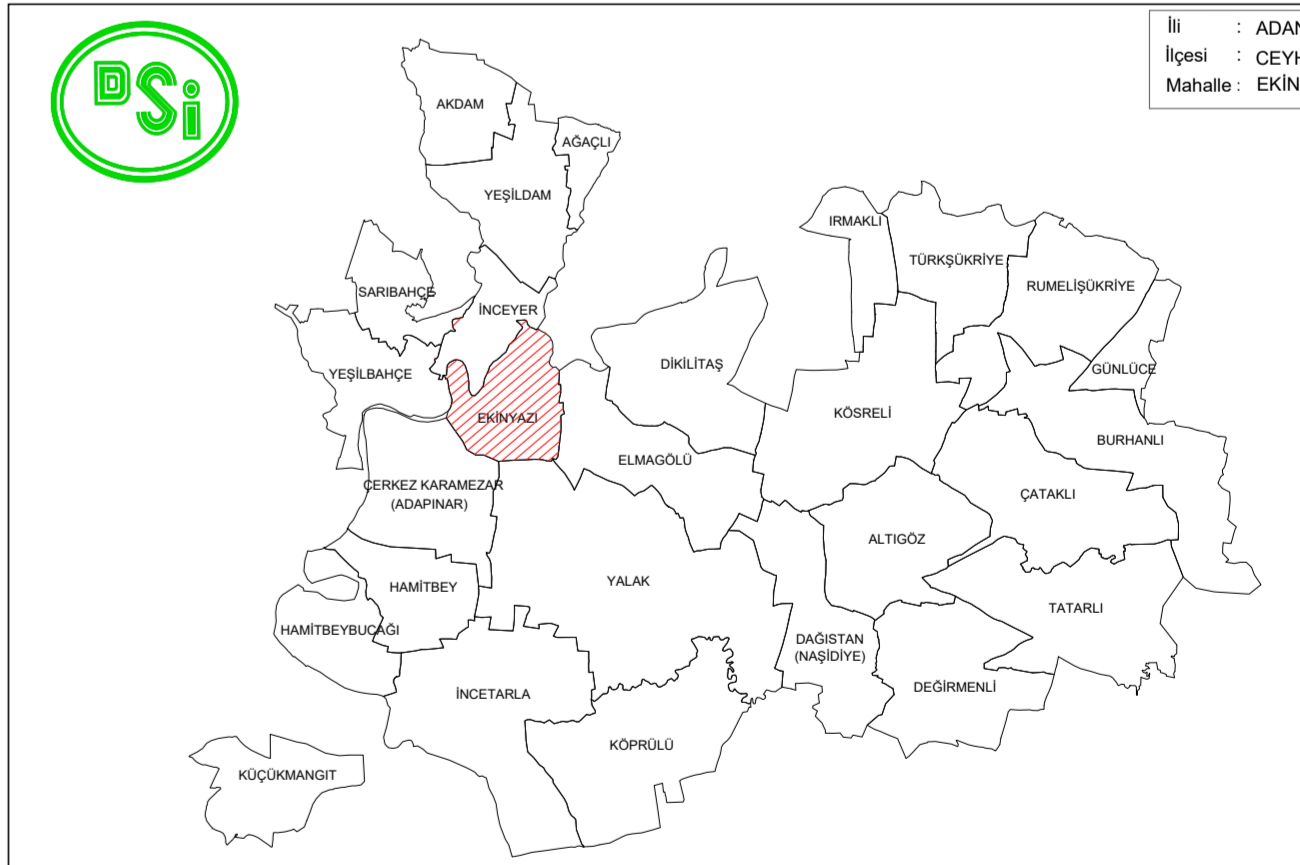 DSi
İli : ADAN
İlçesi : CEYH
Mahalle : EKİN
AKDAM
AĞAÇLI
YEŞİLDAM
IRMAKLI
TÜRKŞÜKRİYE
RUMELİŞÜKRİYE
SARIBAHÇE
İNCEYER
DİKİLİTAŞ
GÜNLÜCE
YEŞİLBAHÇE
EKİNYAZI
KÖSRELİ
BURHANLI
ELMAGÖLÜ
ÇERKEZ KARAMEZAR
(ADAPINAR)
ÇATAKLI
ALTIGÖZ
HAMİTBEY
YALAK
TATARLI
HAMİTBEYBUCAĞI
DAĞISTAN
(NAŞİDİYE)
İNCETARLA
DEĞİRMENLİ
KÖPRÜLÜ
KÜÇÜKMANGIT